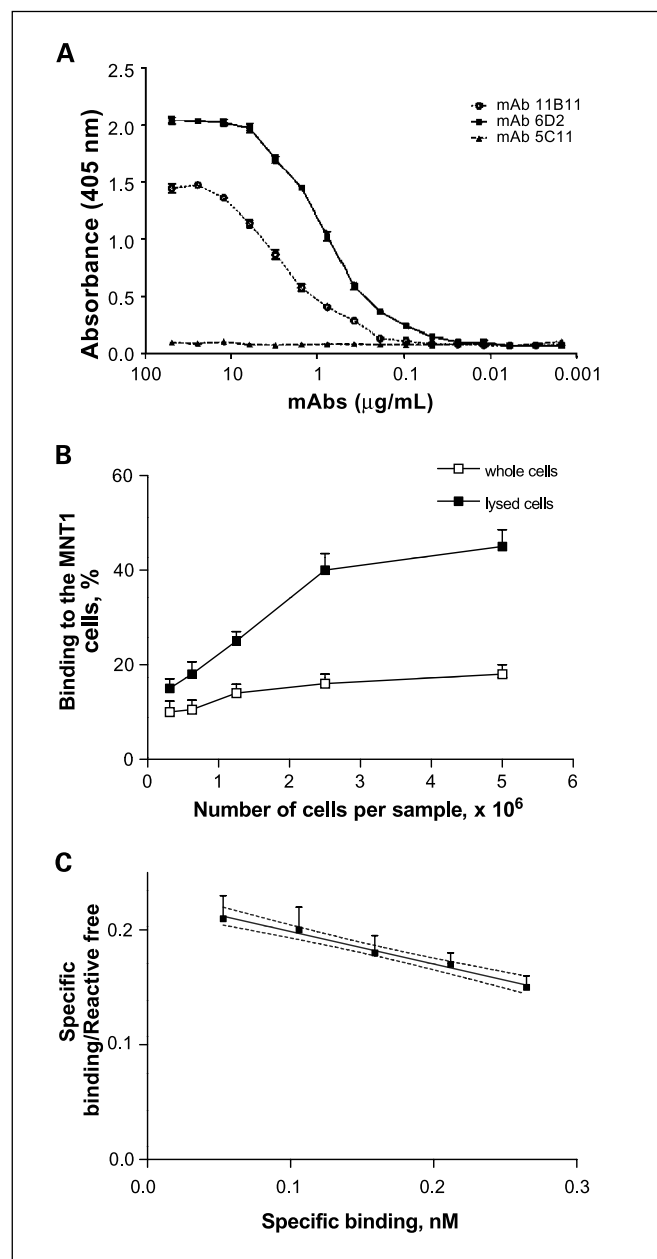 A
2.5
2.0
1.5
1.0
0.5
0.0
Absorbance (405 nm)
mAb 11B11
mAb 6D2
mAb 5C11
100 10 1 0.1 0.01 0.001
mAbs (µg/mL)
B
60
40
20
0
Binding to the MNT1
cells, %
whole cells
lysed cells
0 1 2 3 4 5 6
Number of cells per sample, x 10⁶
C
0.2
0.1
0.0
Specific
binding/Reactive free
0.0 0.1 0.2 0.3
Specific binding, nM